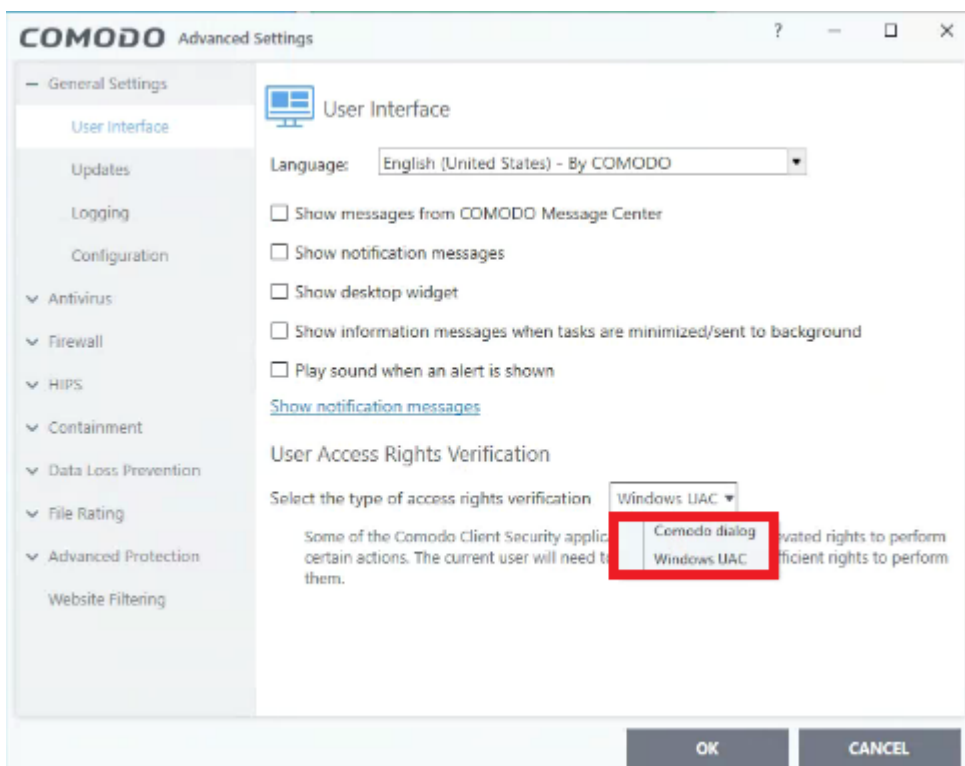 COMODO Advanced Settings
?
General Settings
User Interface
Updates
Logging
Configuration
Antivirus
Firewall
HIPS
Containment
Data Loss Prevention
File Rating
Advanced Protection
Website Filtering
User Interface
Language: English (United States) - By COMODO
Show messages from COMODO Message Center
Show notification messages
Show desktop widget
Show information messages when tasks are minimized/sent to background
Play sound when an alert is shown
Show notification messages
User Access Rights Verification
Select the type of access rights verification Windows UAC
Comodo dialog
Windows UAC
Some of the Comodo Client Security rights to perform
certain actions. The current user will need rights to perform
them.
OK CANCEL